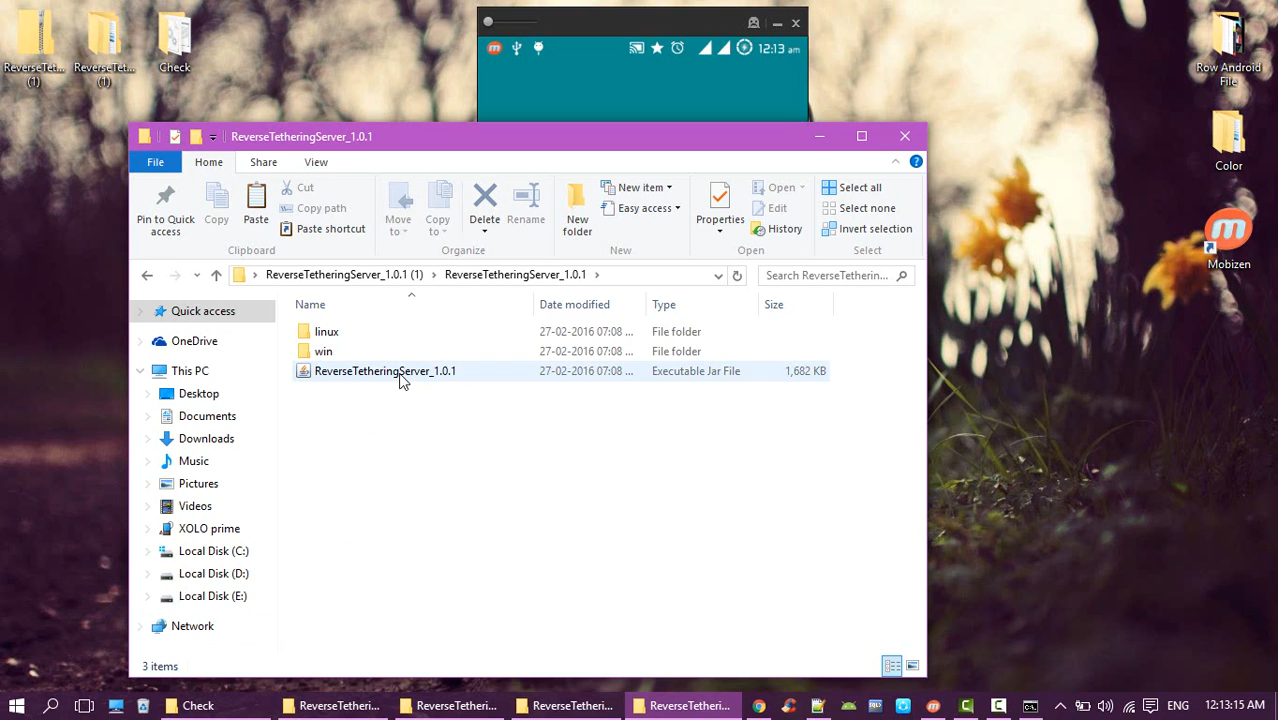 ReverseTet...
(1)
ReverseTet...
(1)
Check
12:13 am
Row Android
File
Color
Mobizen
ReverseTetheringServer_1.0.1
File
Home
Share
View
Pin to Quick
access
Copy
Paste
Cut
Copy path
Paste shortcut
Clipboard
Move
to
Copy
to
Delete
Rename
Organize
New
folder
New item
Easy access
New
Properties
Open
Edit
History
Open
Select all
Select none
Invert selection
Select
ReverseTetheringServer_1.0.1 (1) > ReverseTetheringServer_1.0.1 >
Search ReverseTetherin...
Name
Date modified
Type
Size
linux 27-02-2016 07:08 ... File folder
win 27-02-2016 07:08 ... File folder
ReverseTetheringServer_1.0.1 27-02-2016 07:08 ... Executable Jar File 1,682 KB
Quick access
OneDrive
This PC
Desktop
Documents
Downloads
Music
Pictures
Videos
XOLO prime
Local Disk (C:)
Local Disk (D:)
Local Disk (E:)
Network
3 items
Check
ReverseTetheri...
ReverseTetheri...
ReverseTetheri...
ReverseTetheri...
ENG
12:13:15 AM